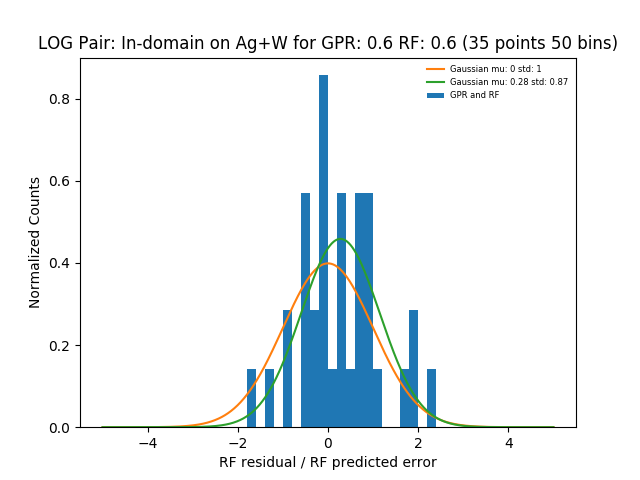 LOG Pair: In-domain on Ag+W for GPR: 0.6 RF: 0.6 (35 points 50 bins)
Gaussian mu: 0 std: 1
Gaussian mu: 0.28 std: 0.87
GPR and RF
Normalized Counts
0.8
0.6
0.4
0.2
0.0
−4
−2
0
2
4
RF residual / RF predicted error